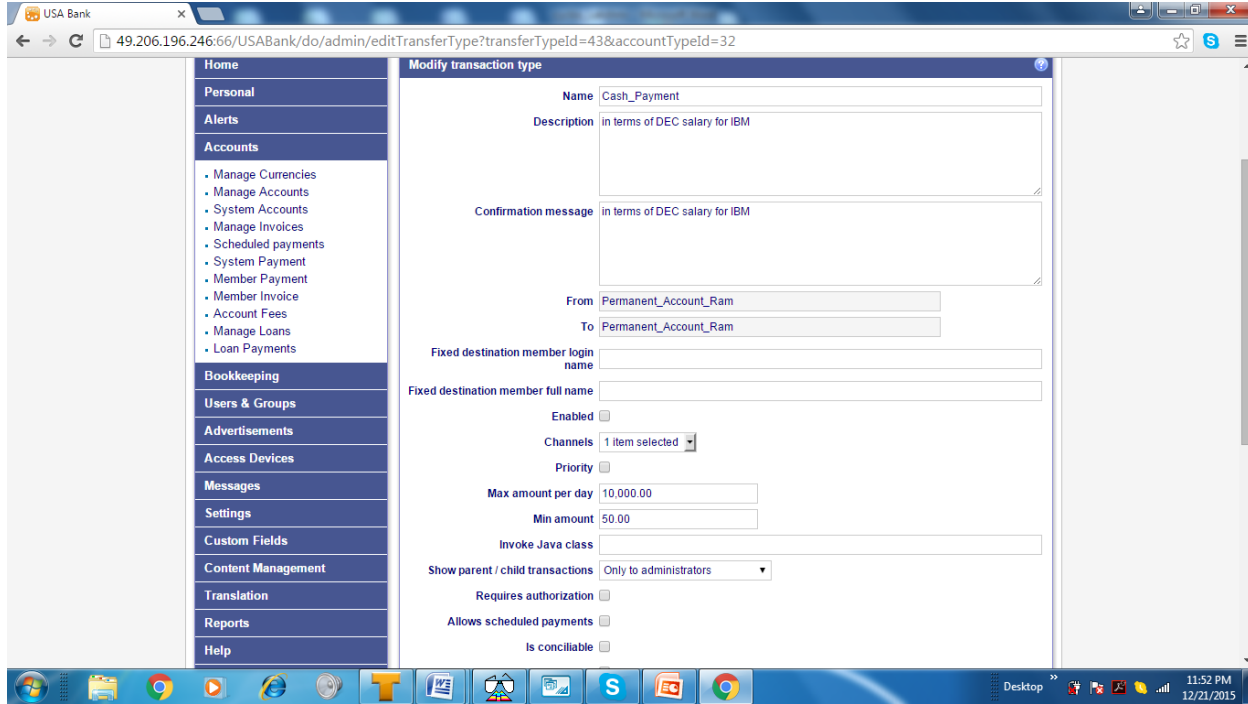 USA Bank
49.206.196.246:66/USABank/do/admin/editTransferType?transferTypeId=43&accountTypeId=32
Home
Personal
Alerts
Accounts
Manage Currencies
Manage Accounts
System Accounts
Manage Invoices
Scheduled payments
System Payment
Member Payment
Member Invoice
Account Fees
Manage Loans
Loan Payments
Bookkeeping
Users & Groups
Advertisements
Access Devices
Messages
Settings
Custom Fields
Content Management
Translation
Reports
Help
Modify transaction type
Name Cash_Payment
Description in terms of DEC salary for IBM
Confirmation message in terms of DEC salary for IBM
From Permanent_Account_Ram
To Permanent_Account_Ram
Fixed destination member login
name
Fixed destination member full name
Enabled
Channels 1 item selected
Priority
Max amount per day 10,000.00
Min amount 50.00
Invoke Java class
Show parent / child transactions Only to administrators
Requires authorization
Allows scheduled payments
Is conciliable
Desktop
11:52 PM
12/21/2015